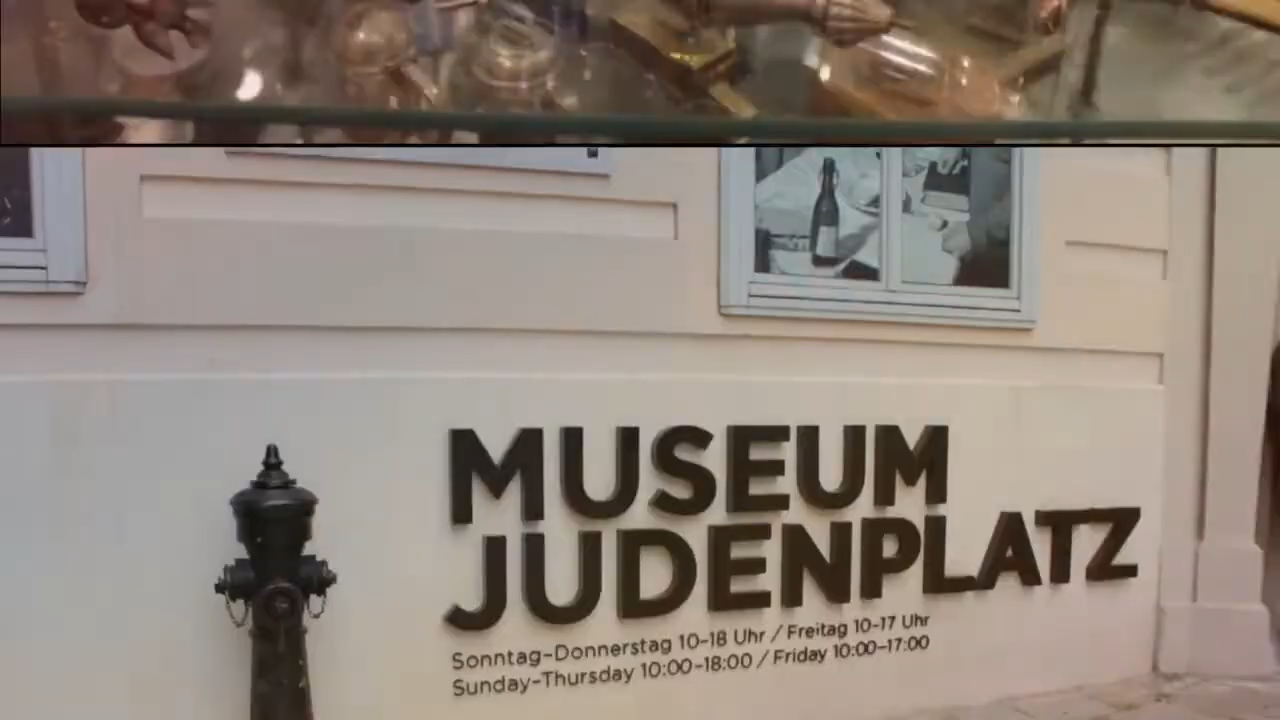 MUSEUM
JUDENPLATZ
Sonntag–Donnerstag 10–18 Uhr / Freitag 10–17 Uhr
Sunday–Thursday 10:00–18:00 / Friday 10:00–17:00